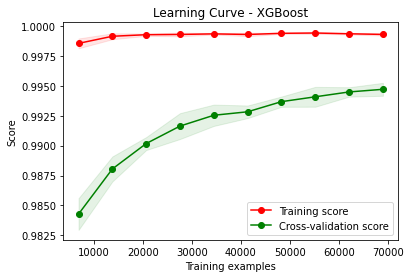 Learning Curve - XGBoost
1.0000
0.9975
0.9950
0.9925
0.9900
0.9875
0.9850
0.9825
Score
Training score
Cross-validation score
10000 20000 30000 40000 50000 60000 70000
Training examples